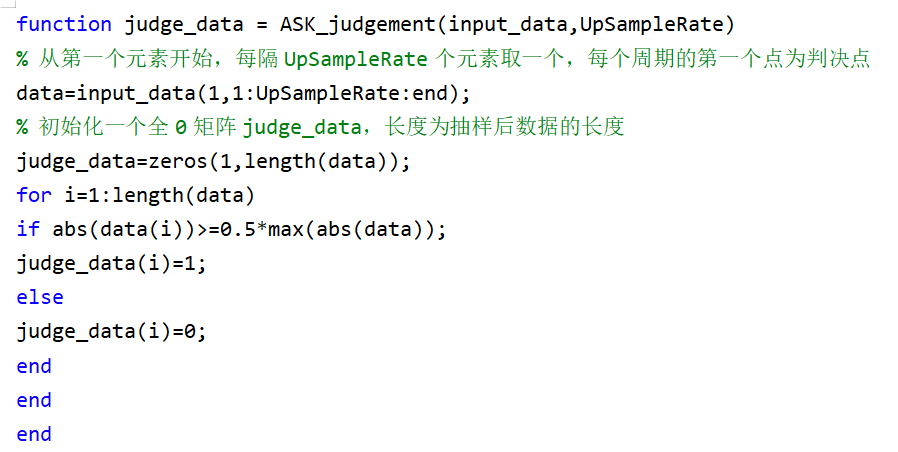 function judge_data = ASK_judgement(input_data,UpSampleRate)
% 从第一个元素开始，每隔 UpSampleRate 个元素取一个，每个周期的第一个点为判决点
data=input_data(1,1:UpSampleRate:end);
% 初始化一个全 0 矩阵 judge_data，长度为抽样后数据的长度
judge_data=zeros(1,length(data));
for i=1:length(data)
if abs(data(i))>=0.5*max(abs(data));
judge_data(i)=1;
else
judge_data(i)=0;
end
end
end